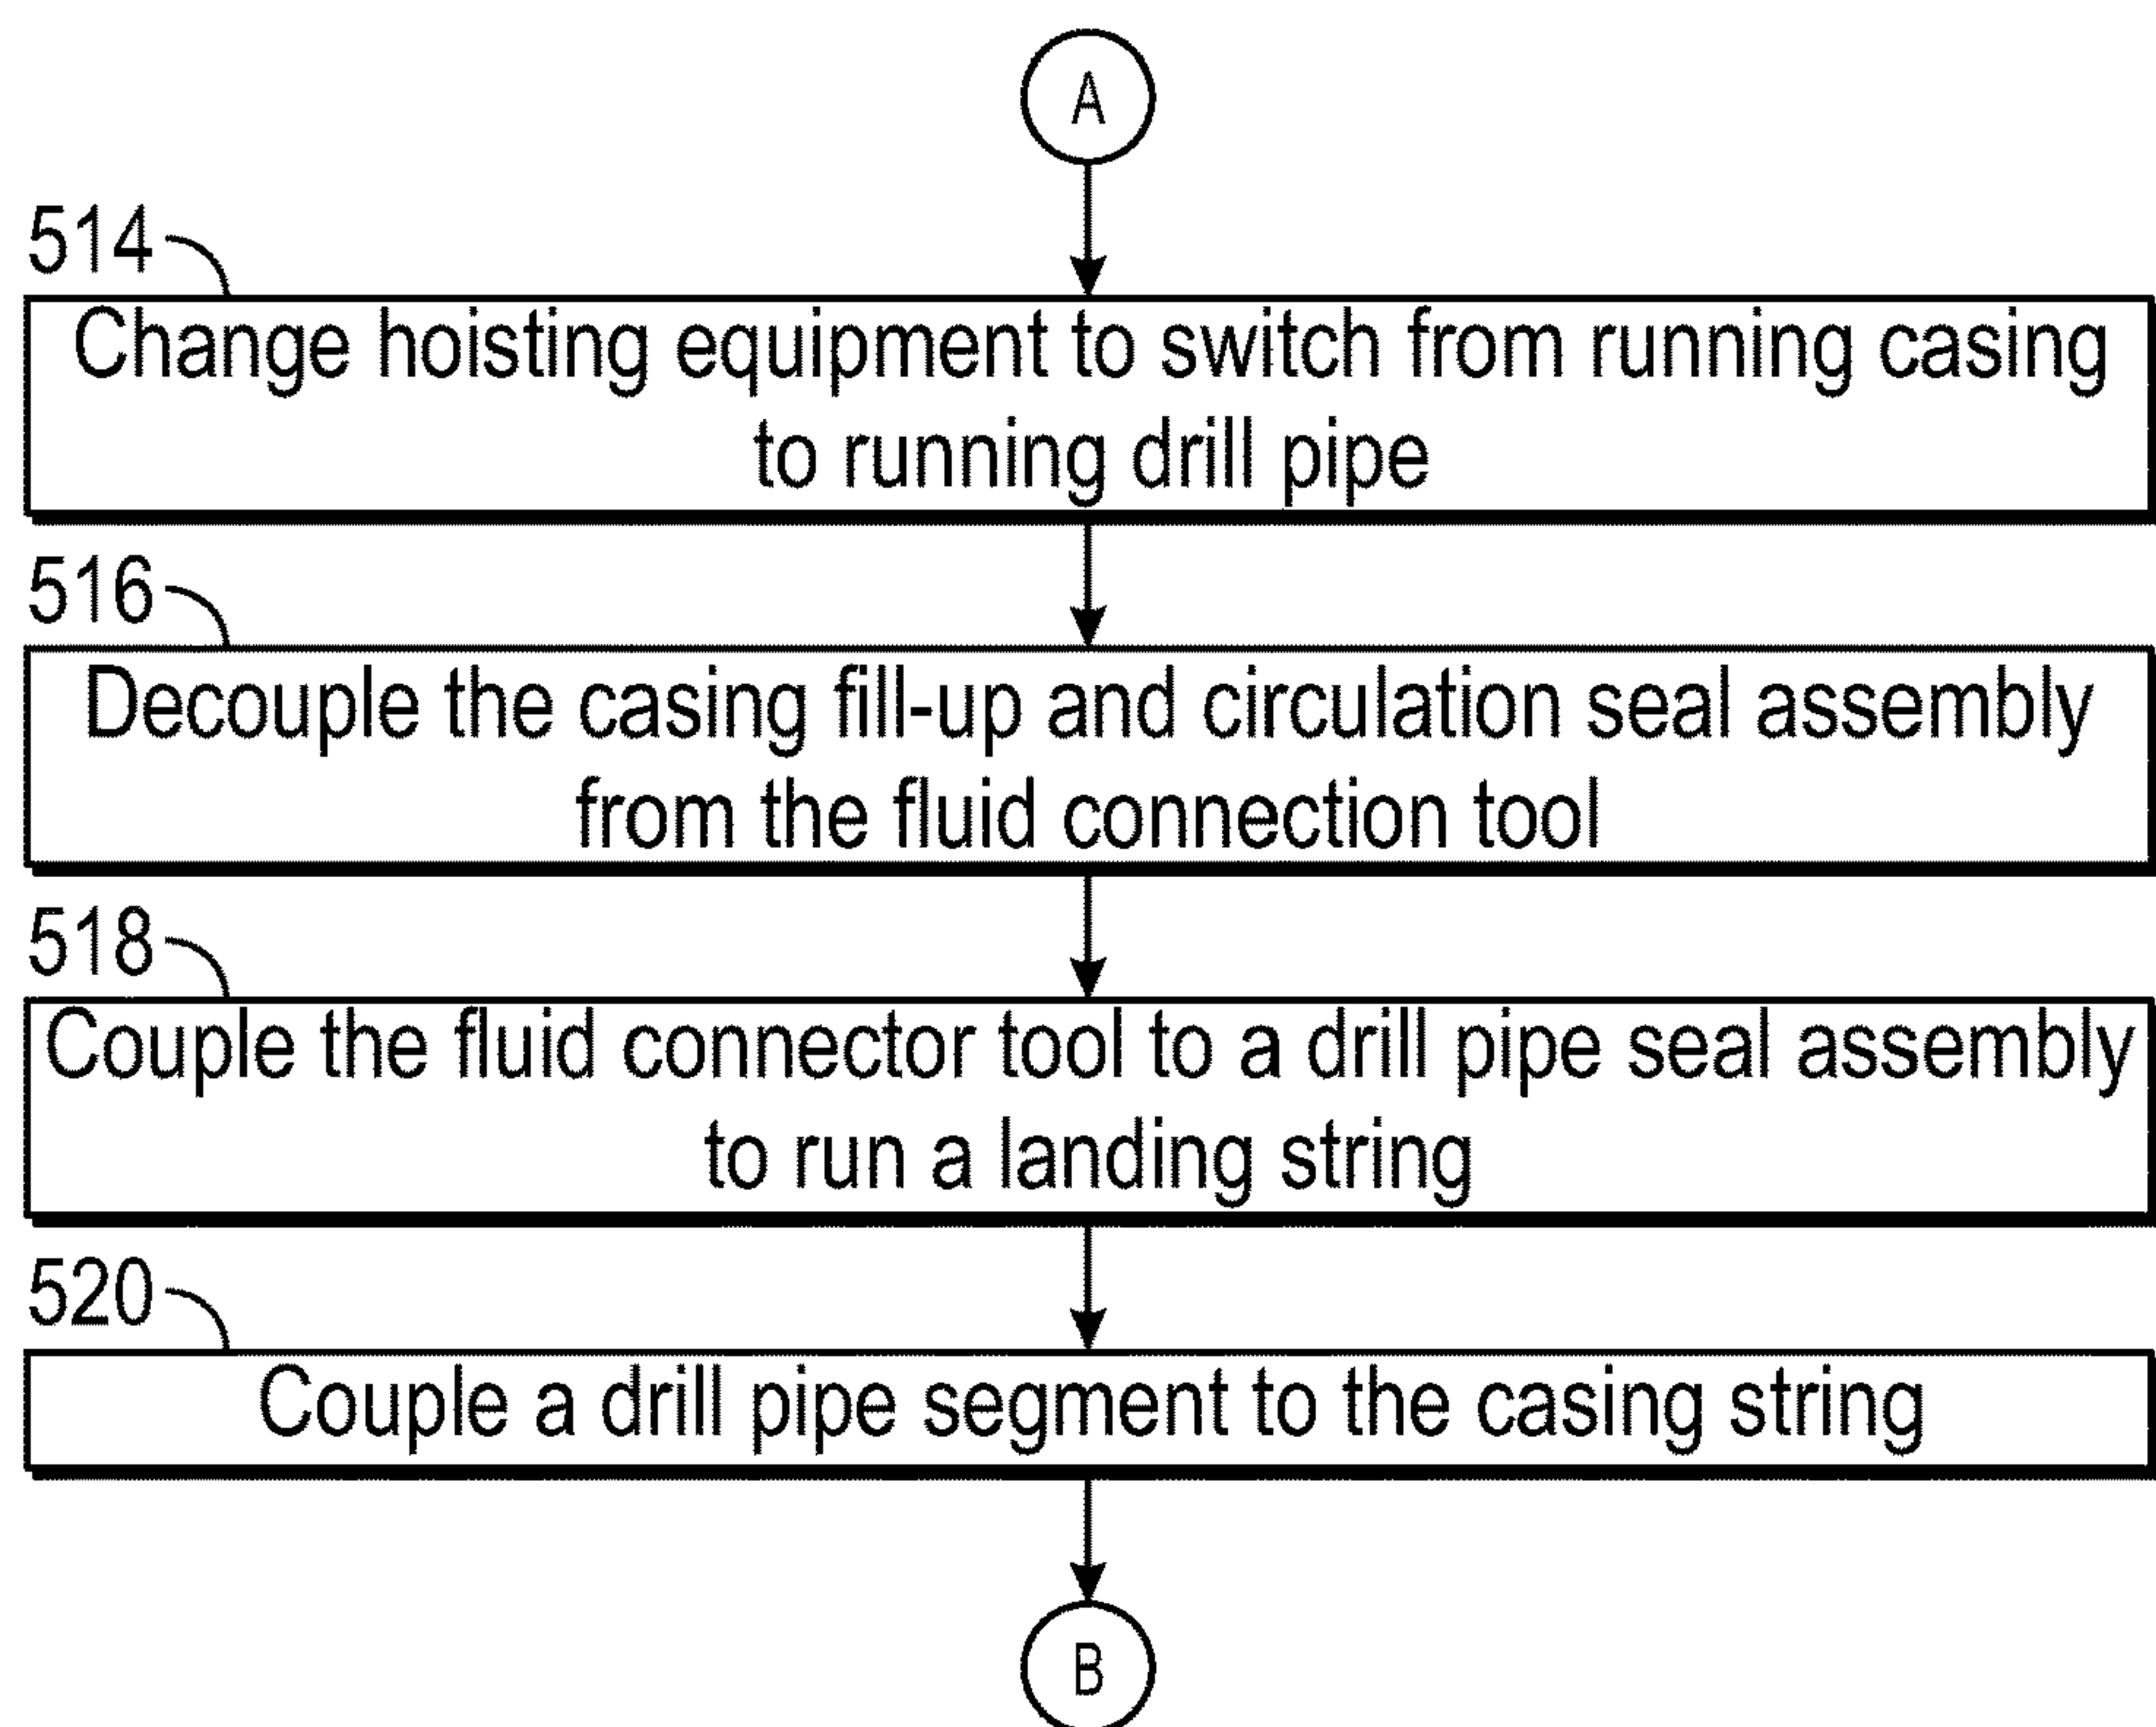 A
514
Change hoisting equipment to switch from running casing
to running drill pipe
516
Decouple the casing fill-up and circulation seal assembly
from the fluid connection tool
518
Couple the fluid connector tool to a drill pipe seal assembly
to run a landing string
520
Couple a drill pipe segment to the casing string
B